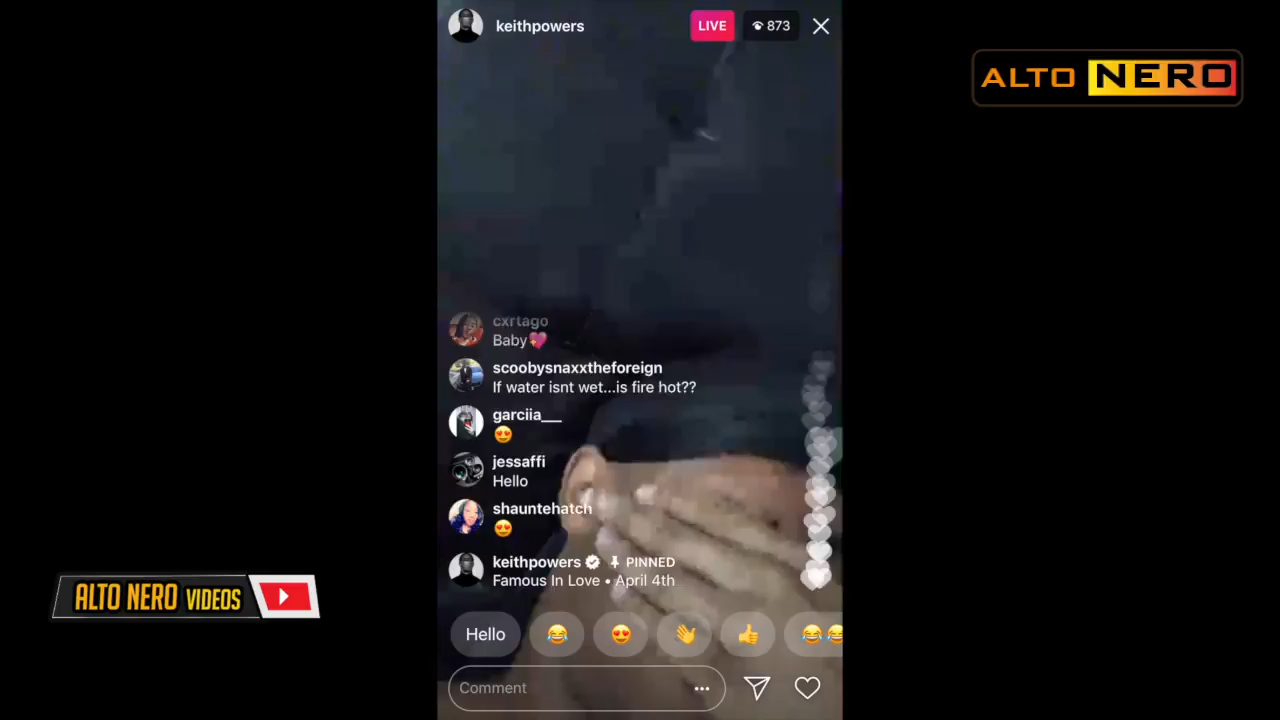 keithpowers
LIVE
873
ALTO NERO
cxrtago
Baby💖
scoobysnaxxtheforeign
If water isnt wet...is fire hot??
garciia___
😍
jessaffi
Hello
shauntehatch
😍
keithpowers PINNED
Famous In Love • April 4th
ALTO NERO VIDEOS
Hello 😂 😍 👋 👍 😂😂
Comment